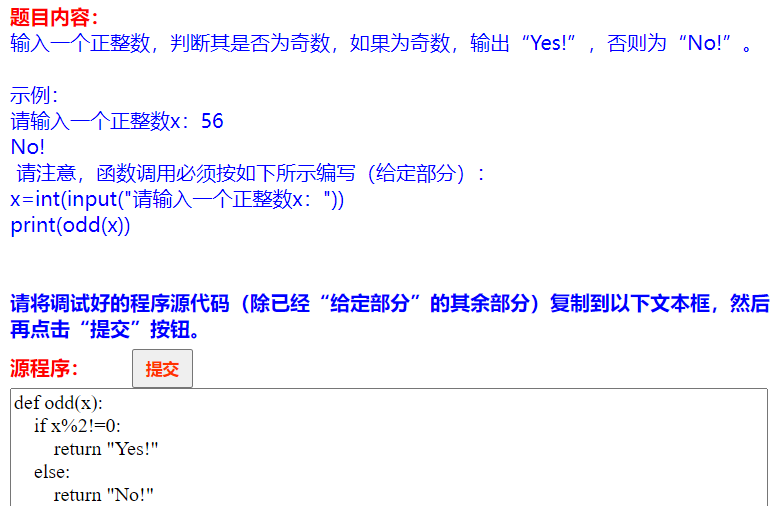 题目内容：
输入一个正整数，判断其是否为奇数，如果为奇数，输出“Yes!”，否则为“No!”。
示例：
请输入一个正整数x：56
No!
请注意，函数调用必须按如下所示编写（给定部分）：
x=int(input("请输入一个正整数x："))
print(odd(x))
请将调试好的程序源代码（除已经“给定部分”的其余部分）复制到以下文本框，然后
再点击“提交”按钮。
源程序： 提交
def odd(x):
    if x%2!=0:
        return "Yes!"
    else:
        return "No!"